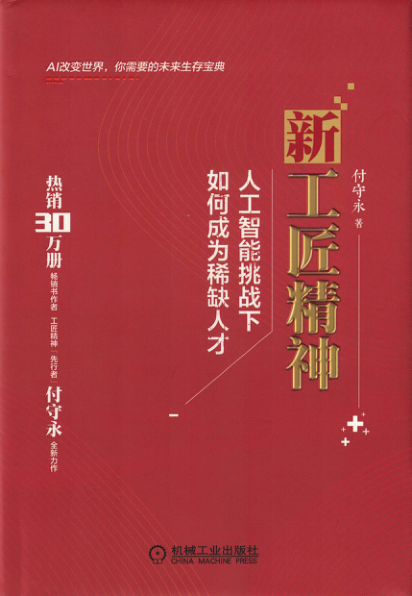 AI改变世界，你需要的未来生存宝典
新工匠精神
付守永 著
人工智能挑战下
如何成为稀缺人才
热销30万册 畅销书作者 工匠精神“先行者” 付守永 全新力作
机械工业出版社
CHINA MACHINE PRESS